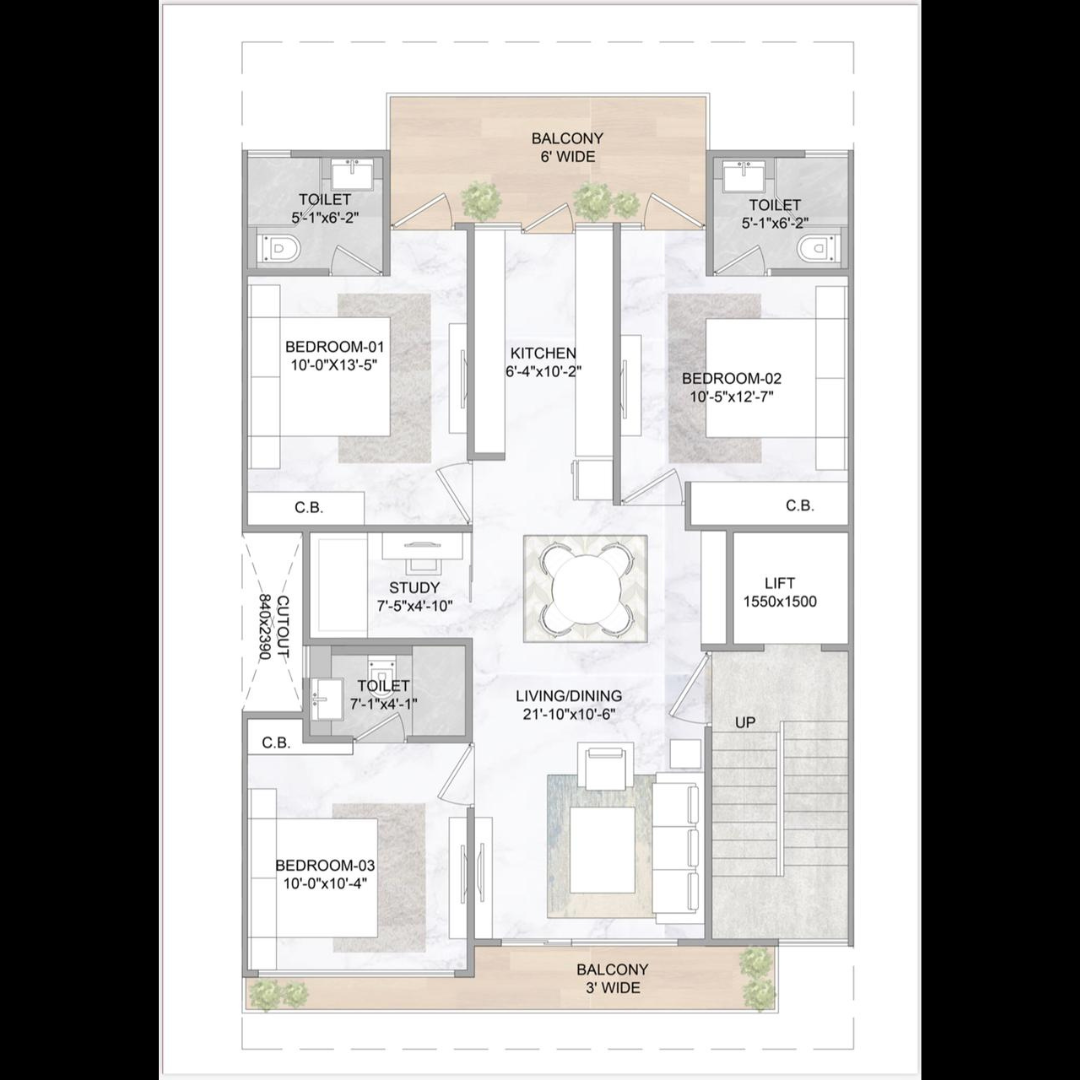 BALCONY
6' WIDE
TOILET
5'-1"x6'-2"
TOILET
5'-1"x6'-2"
BEDROOM-01
10'-0"X13'-5"
KITCHEN
6'-4"x10'-2"
BEDROOM-02
10'-5"x12'-7"
C.B.
C.B.
STUDY
7'-5"x4'-10"
LIFT
1550x1500
CUTOUT
840x2390
TOILET
7'-1"x4'-1"
LIVING/DINING
21'-10"x10'-6"
UP
C.B.
BEDROOM-03
10'-0"x10'-4"
BALCONY
3' WIDE